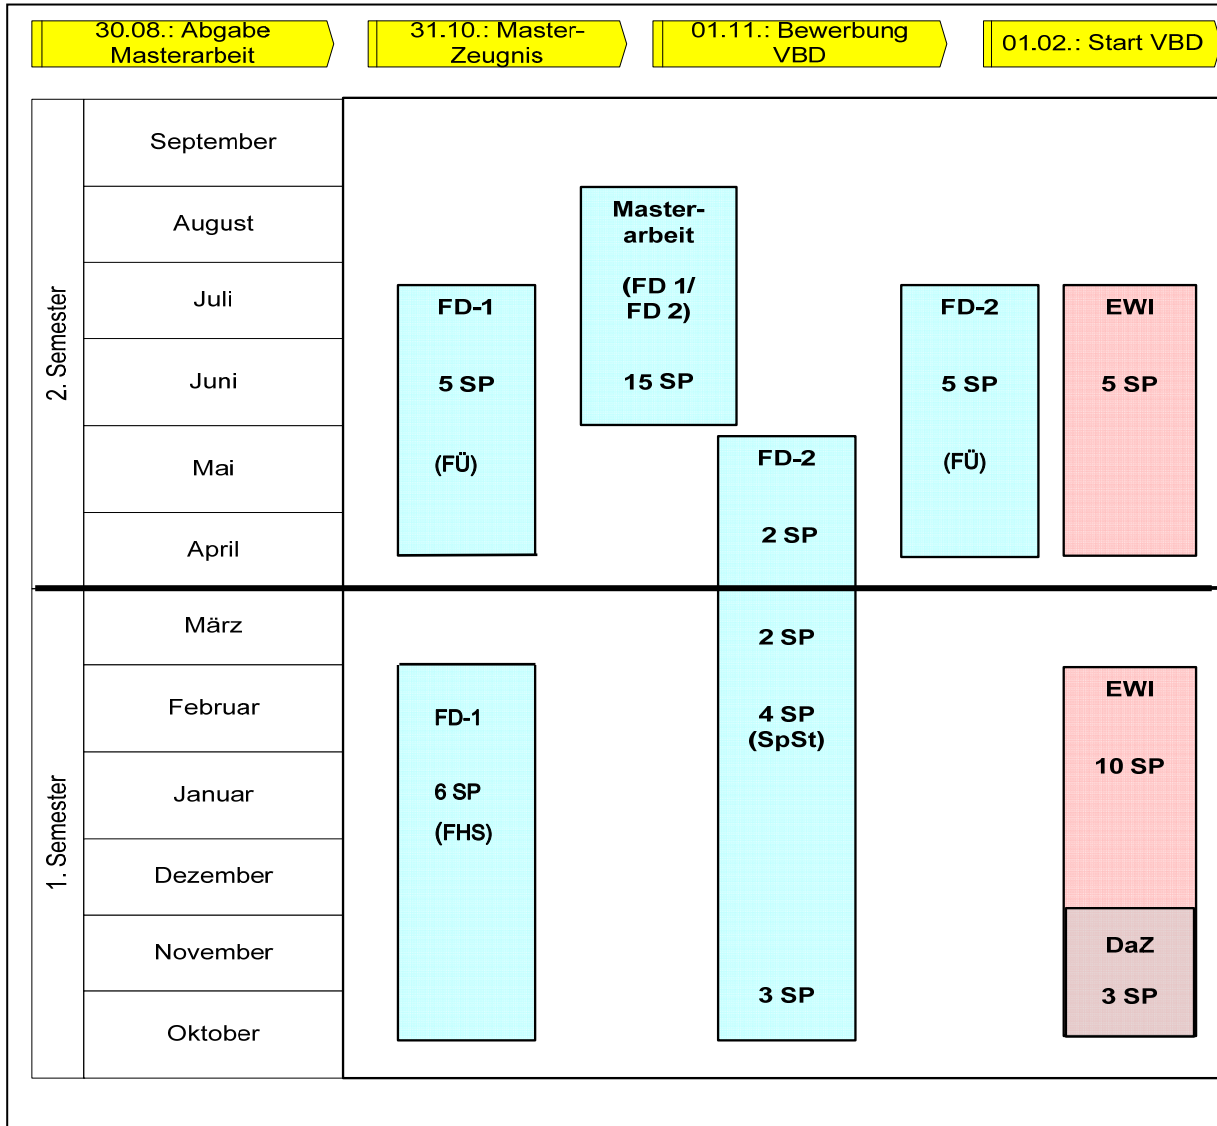 30.08.: Abgabe
Masterarbeit
31.10.: Master-
Zeugnis
01.11.: Bewerbung
VBD
01.02.: Start VBD
2. Semester
September
August
Juli
Juni
Mai
April
FD-1
5 SP
(FÜ)
Master-
arbeit
(FD 1/
FD 2)
15 SP
FD-2
2 SP
FD-2
5 SP
(FÜ)
EWI
5 SP
1. Semester
März
Februar
Januar
Dezember
November
Oktober
FD-1
6 SP
(FHS)
2 SP
4 SP
(SpSt)
3 SP
EWI
10 SP
DaZ
3 SP